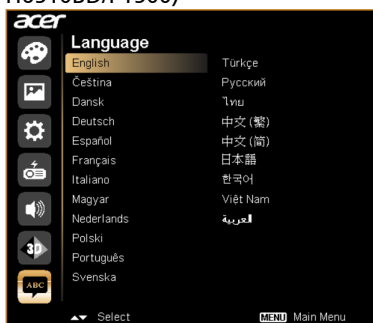 acer
Language
English
Čeština
Dansk
Deutsch
Español
Français
Italiano
Magyar
Nederlands
Polski
Português
Svenska
Türkçe
Русский
ไทย
中文 (繁)
中文 (简)
日本語
한국어
Việt Nam
العربية
3D
ABC
Select
MENU Main Menu